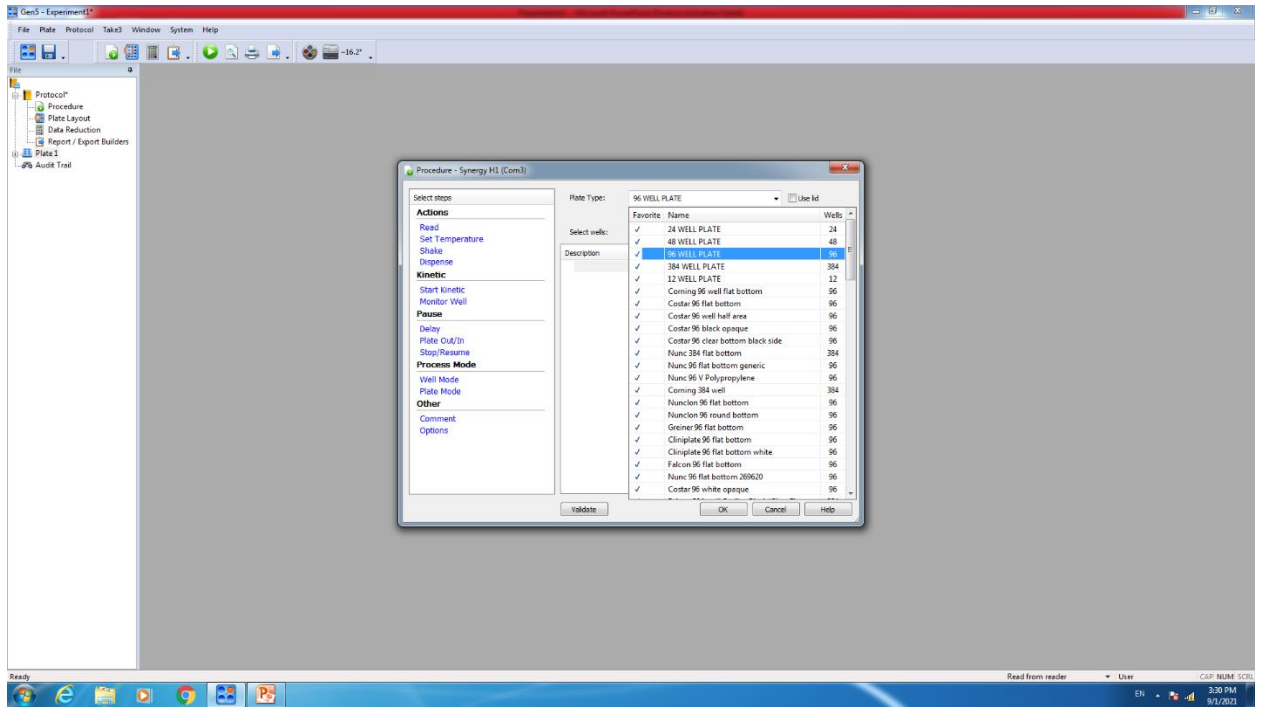 Gen5 - Experiment1*
File Plate Protocol Take3 Window System Help
-16.2°
File
Protocol*
Procedure
Plate Layout
Data Reduction
Report / Export Builders
Plate 1
Audit Trail
Procedure - Synergy H1 (Com3)
Select steps
Actions
Read
Set Temperature
Shake
Dispense
Kinetic
Start Kinetic
Monitor Well
Pause
Delay
Plate Out/In
Stop/Resume
Process Mode
Well Mode
Plate Mode
Other
Comment
Options
Plate Type: 96 WELL PLATE Use lid
Select wells:
Description
Favorite Name Wells
24 WELL PLATE 24
48 WELL PLATE 48
96 WELL PLATE 96
384 WELL PLATE 384
12 WELL PLATE 12
Corning 96 well flat bottom 96
Costar 96 flat bottom 96
Costar 96 well half area 96
Costar 96 black opaque 96
Costar 96 clear bottom black side 96
Nunc 384 flat bottom 384
Nunc 96 flat bottom generic 96
Nunc 96 V Polypropylene 96
Corning 384 well 384
Nunclon 96 flat bottom 96
Nunclon 96 round bottom 96
Greiner 96 flat bottom 96
Cliniplate 96 flat bottom 96
Cliniplate 96 flat bottom white 96
Falcon 96 flat bottom 96
Nunc 96 flat bottom 269620 96
Costar 96 white opaque 96
Validate OK Cancel Help
Ready Read from reader User CAP NUM SCRL
EN 3:30 PM
9/1/2021